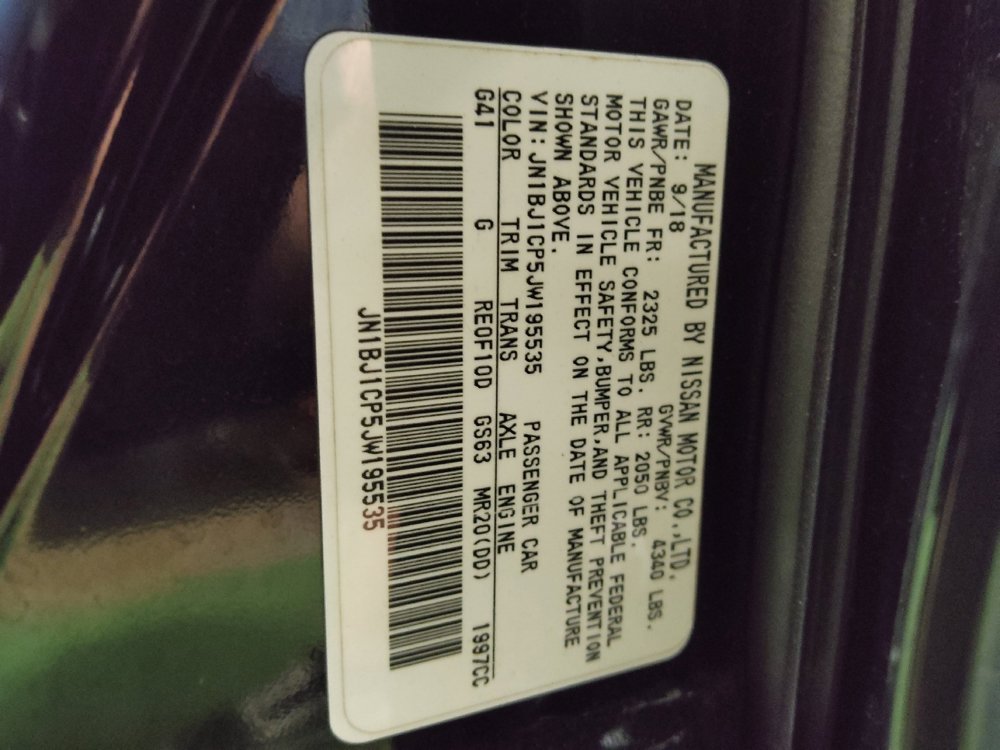 MANUFACTURED BY NISSAN MOTOR CO.,LTD.
DATE: 9/18 GVWR/PNBV: 4340 LBS.
GAWR/PNBE FR: 2325 LBS. RR: 2050 LBS.
THIS VEHICLE CONFORMS TO ALL APPLICABLE FEDERAL
MOTOR VEHICLE SAFETY,BUMPER,AND THEFT PREVENTION
STANDARDS IN EFFECT ON THE DATE OF MANUFACTURE
SHOWN ABOVE.
VIN: JN1BJ1CP5JW195535 PASSENGER CAR
COLOR TRIM TRANS AXLE ENGINE
G41 G RE0F10D GS63 MR20(DD) 1997CC
JN1BJ1CP5JW195535